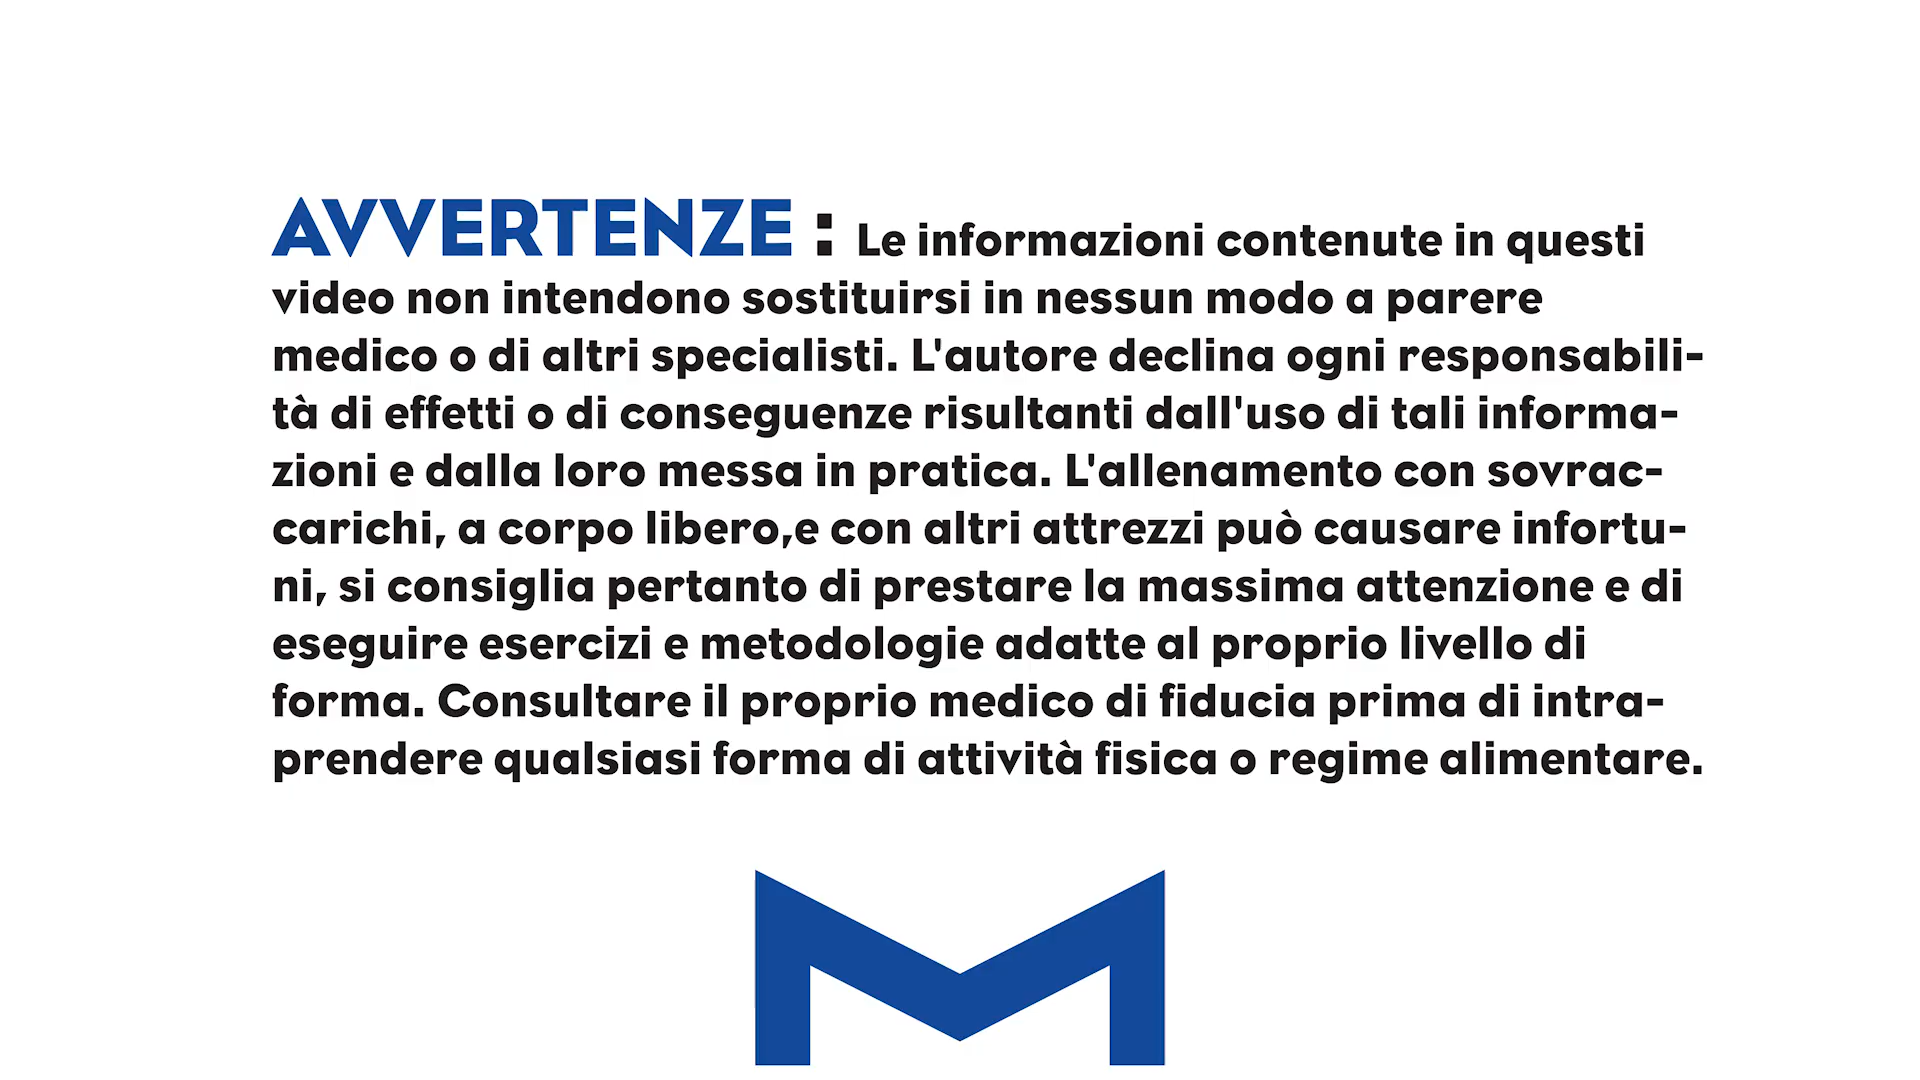 AVVERTENZE : Le informazioni contenute in questi
video non intendono sostituirsi in nessun modo a parere
medico o di altri specialisti. L'autore declina ogni responsabili-
tà di effetti o di conseguenze risultanti dall'uso di tali informa-
zioni e dalla loro messa in pratica. L'allenamento con sovrac-
carichi, a corpo libero,e con altri attrezzi può causare infortu-
ni, si consiglia pertanto di prestare la massima attenzione e di
eseguire esercizi e metodologie adatte al proprio livello di
forma. Consultare il proprio medico di fiducia prima di intra-
prendere qualsiasi forma di attività fisica o regime alimentare.
M